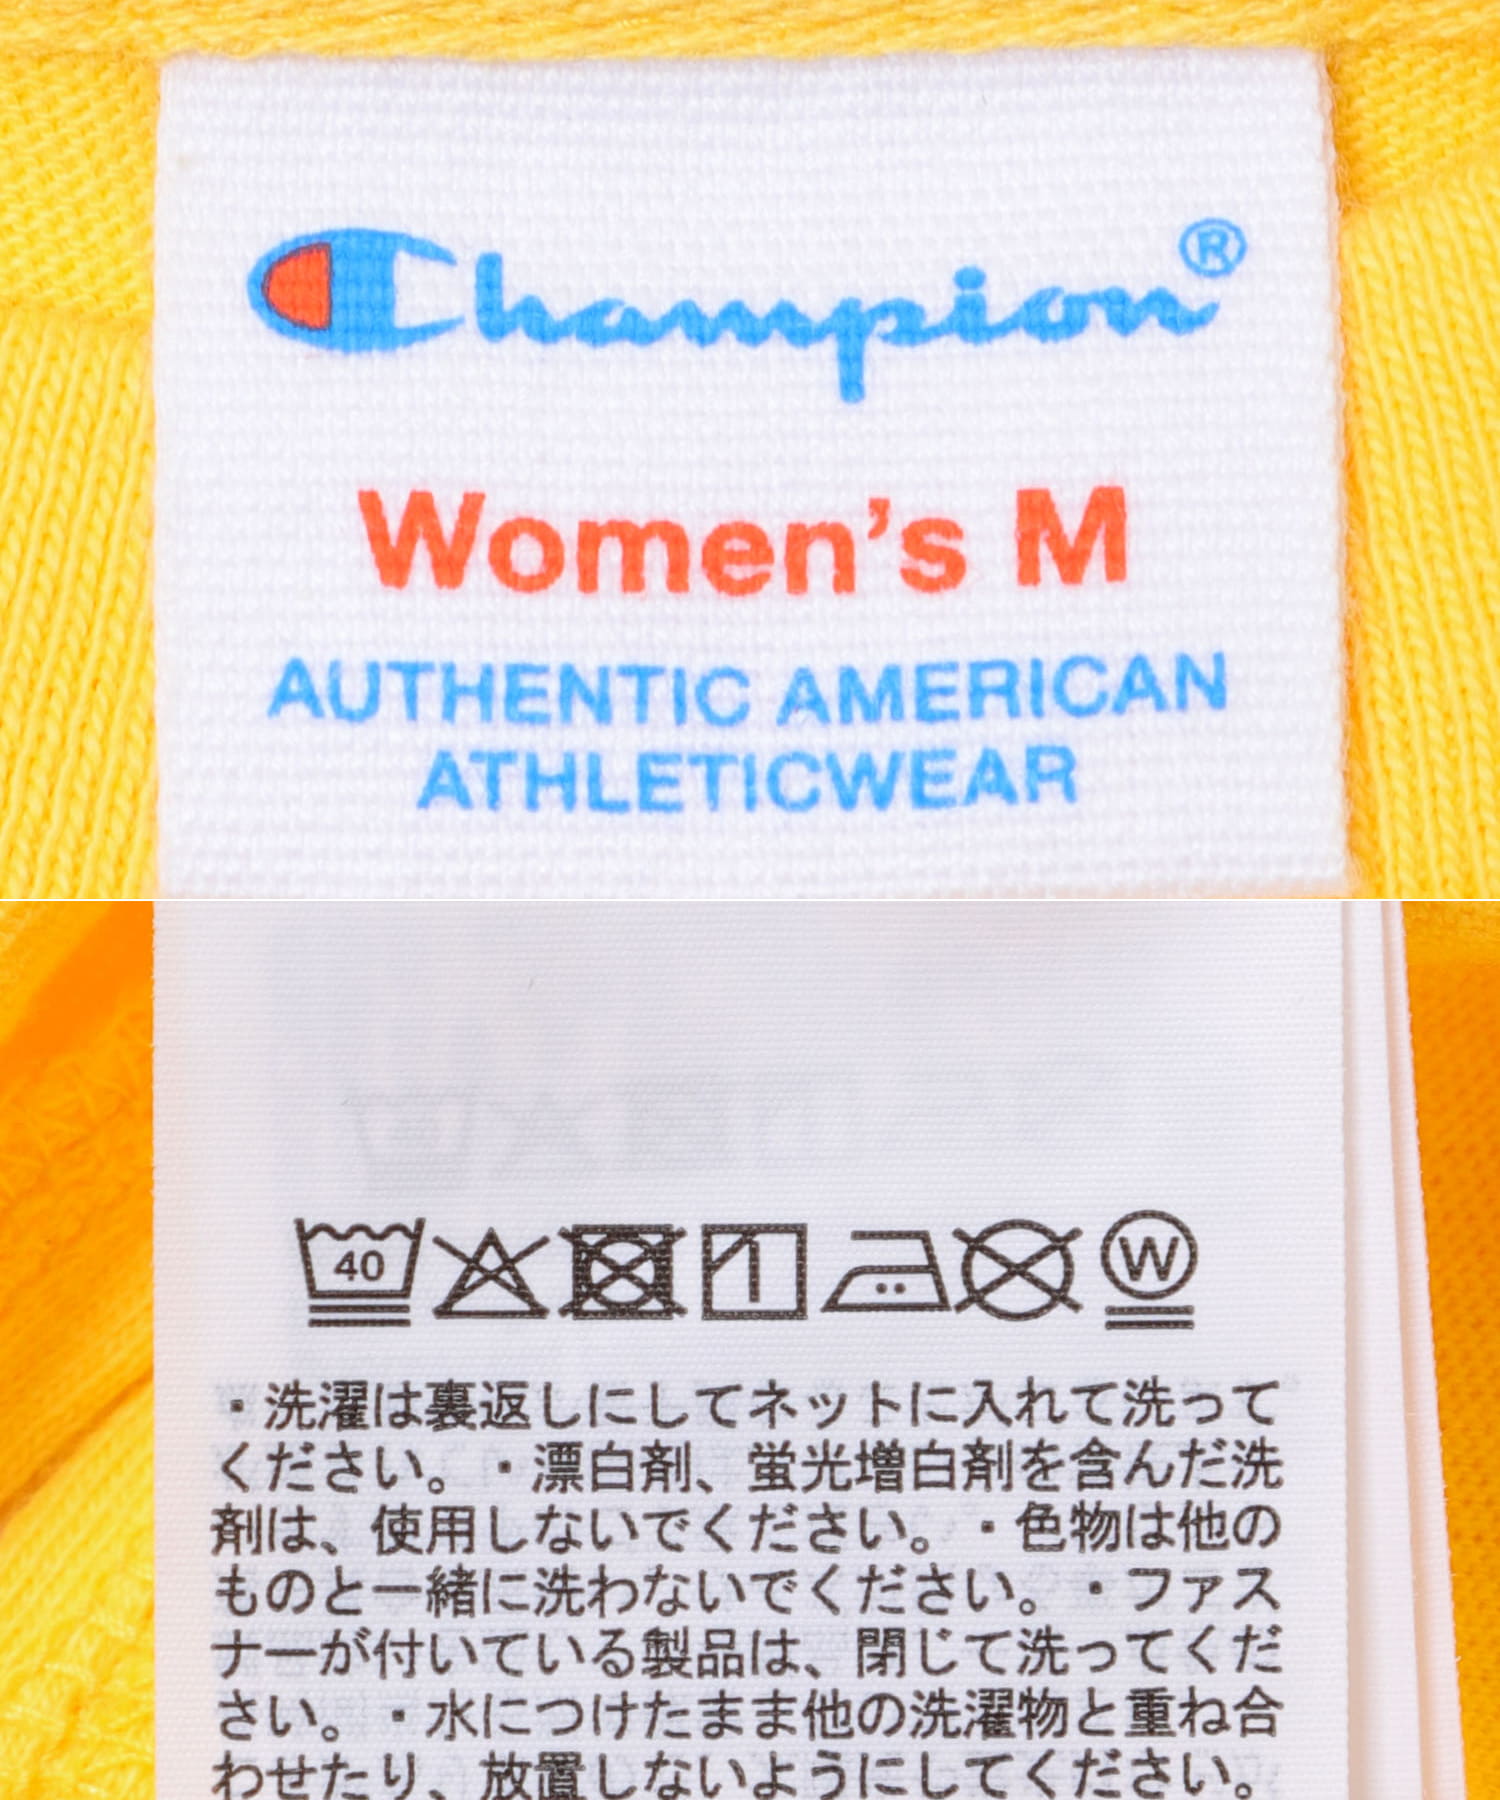 Champion®
Women's M
AUTHENTIC AMERICAN
ATHLETICWEAR
40 W
・洗濯は裏返しにしてネットに入れて洗って
ください。・漂白剤、蛍光増白剤を含んだ洗
剤は、使用しないでください。・色物は他の
ものと一緒に洗わないでください。・ファス
ナーが付いている製品は、閉じて洗ってくだ
さい。・水につけたまま他の洗濯物と重ね合
わせたり、放置しないようにしてください。